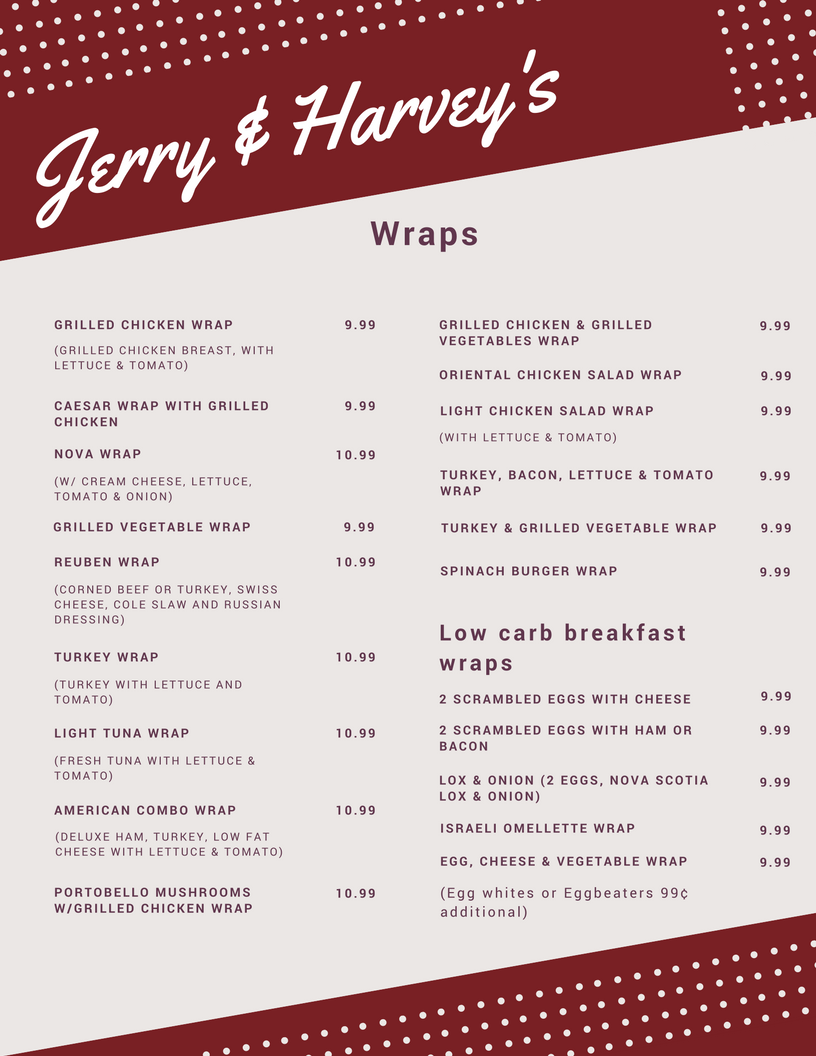 Jerry & Harvey's
Wraps
GRILLED CHICKEN WRAP 9.99
(GRILLED CHICKEN BREAST, WITH
LETTUCE & TOMATO)
CAESAR WRAP WITH GRILLED 9.99
CHICKEN
NOVA WRAP 10.99
(W/ CREAM CHEESE, LETTUCE,
TOMATO & ONION)
GRILLED VEGETABLE WRAP 9.99
REUBEN WRAP 10.99
(CORNED BEEF OR TURKEY, SWISS
CHEESE, COLE SLAW AND RUSSIAN
DRESSING)
TURKEY WRAP 10.99
(TURKEY WITH LETTUCE AND
TOMATO)
LIGHT TUNA WRAP 10.99
(FRESH TUNA WITH LETTUCE &
TOMATO)
AMERICAN COMBO WRAP 10.99
(DELUXE HAM, TURKEY, LOW FAT
CHEESE WITH LETTUCE & TOMATO)
PORTOBELLO MUSHROOMS 10.99
W/GRILLED CHICKEN WRAP
GRILLED CHICKEN & GRILLED 9.99
VEGETABLES WRAP
ORIENTAL CHICKEN SALAD WRAP 9.99
LIGHT CHICKEN SALAD WRAP 9.99
(WITH LETTUCE & TOMATO)
TURKEY, BACON, LETTUCE & TOMATO 9.99
WRAP
TURKEY & GRILLED VEGETABLE WRAP 9.99
SPINACH BURGER WRAP 9.99
Low carb breakfast
wraps
2 SCRAMBLED EGGS WITH CHEESE 9.99
2 SCRAMBLED EGGS WITH HAM OR 9.99
BACON
LOX & ONION (2 EGGS, NOVA SCOTIA 9.99
LOX & ONION)
ISRAELI OMELLETTE WRAP 9.99
EGG, CHEESE & VEGETABLE WRAP 9.99
(Egg whites or Eggbeaters 99¢
additional)